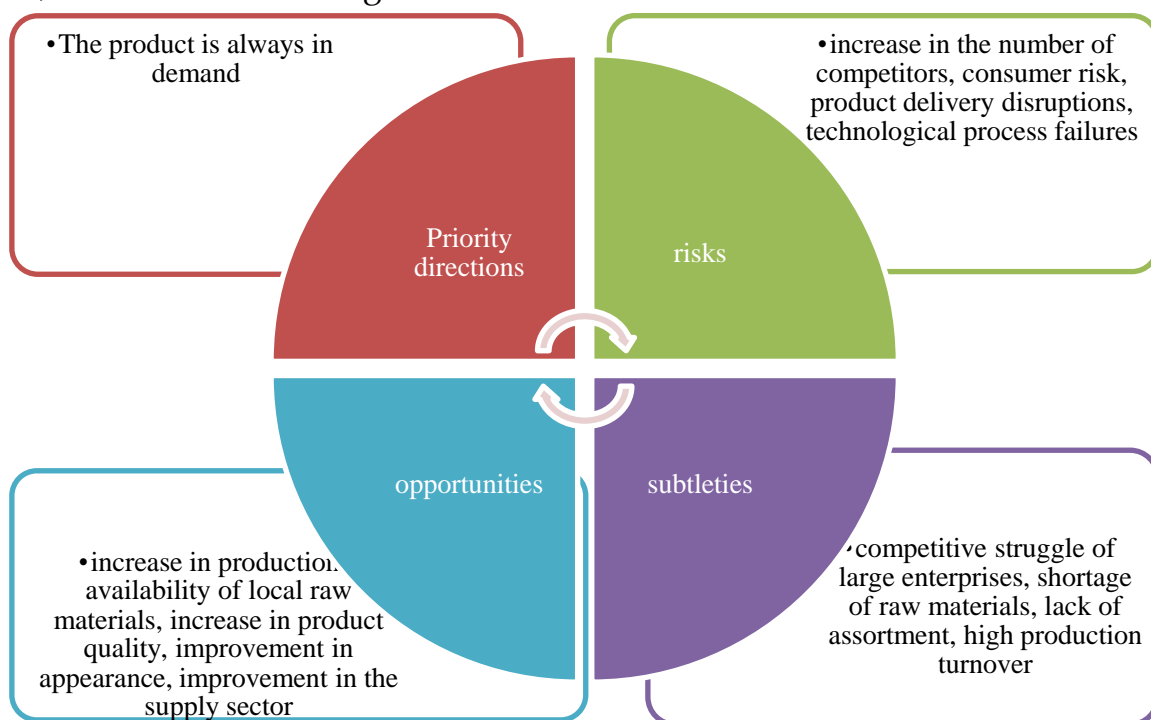 •The product is always in
demand
•increase in the number of
competitors, consumer risk,
product delivery disruptions,
technological process failures
Priority
directions
risks
opportunities
subtleties
•increase in production,
availability of local raw
materials, increase in product
quality, improvement in
appearance, improvement in the
supply sector
•competitive struggle of
large enterprises, shortage
of raw materials, lack of
assortment, high production
turnover